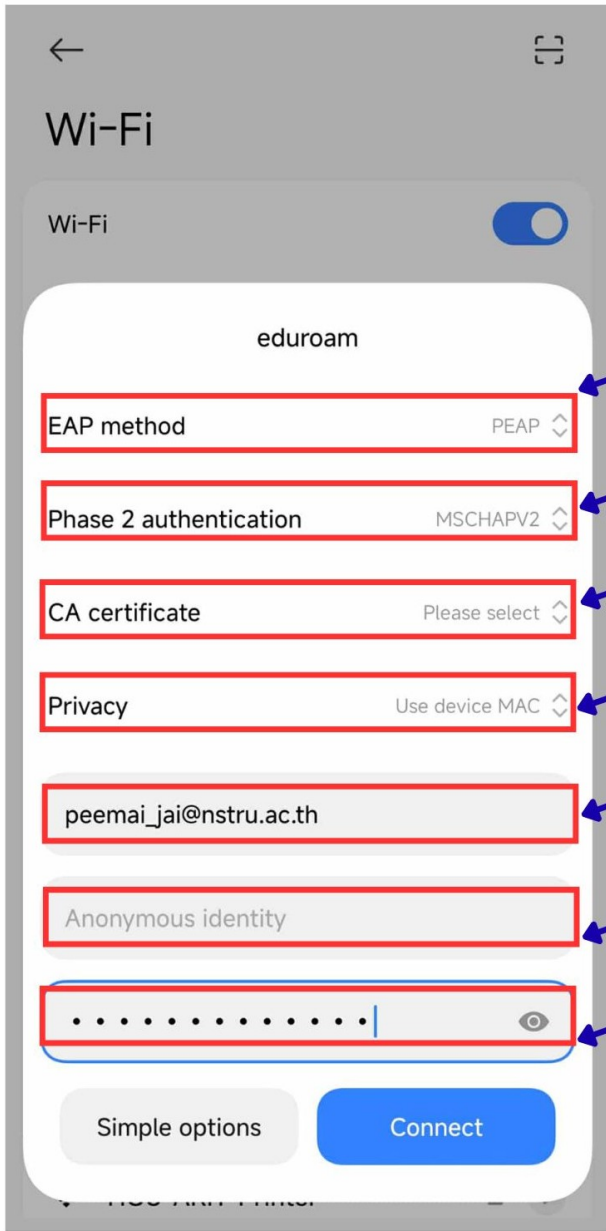 Wi-Fi
Wi-Fi
eduroam
EAP method PEAP
Phase 2 authentication MSCHAPV2
CA certificate Please select
Privacy Use device MAC
peemai_jai@nstru.ac.th
Anonymous identity
Simple options Connect